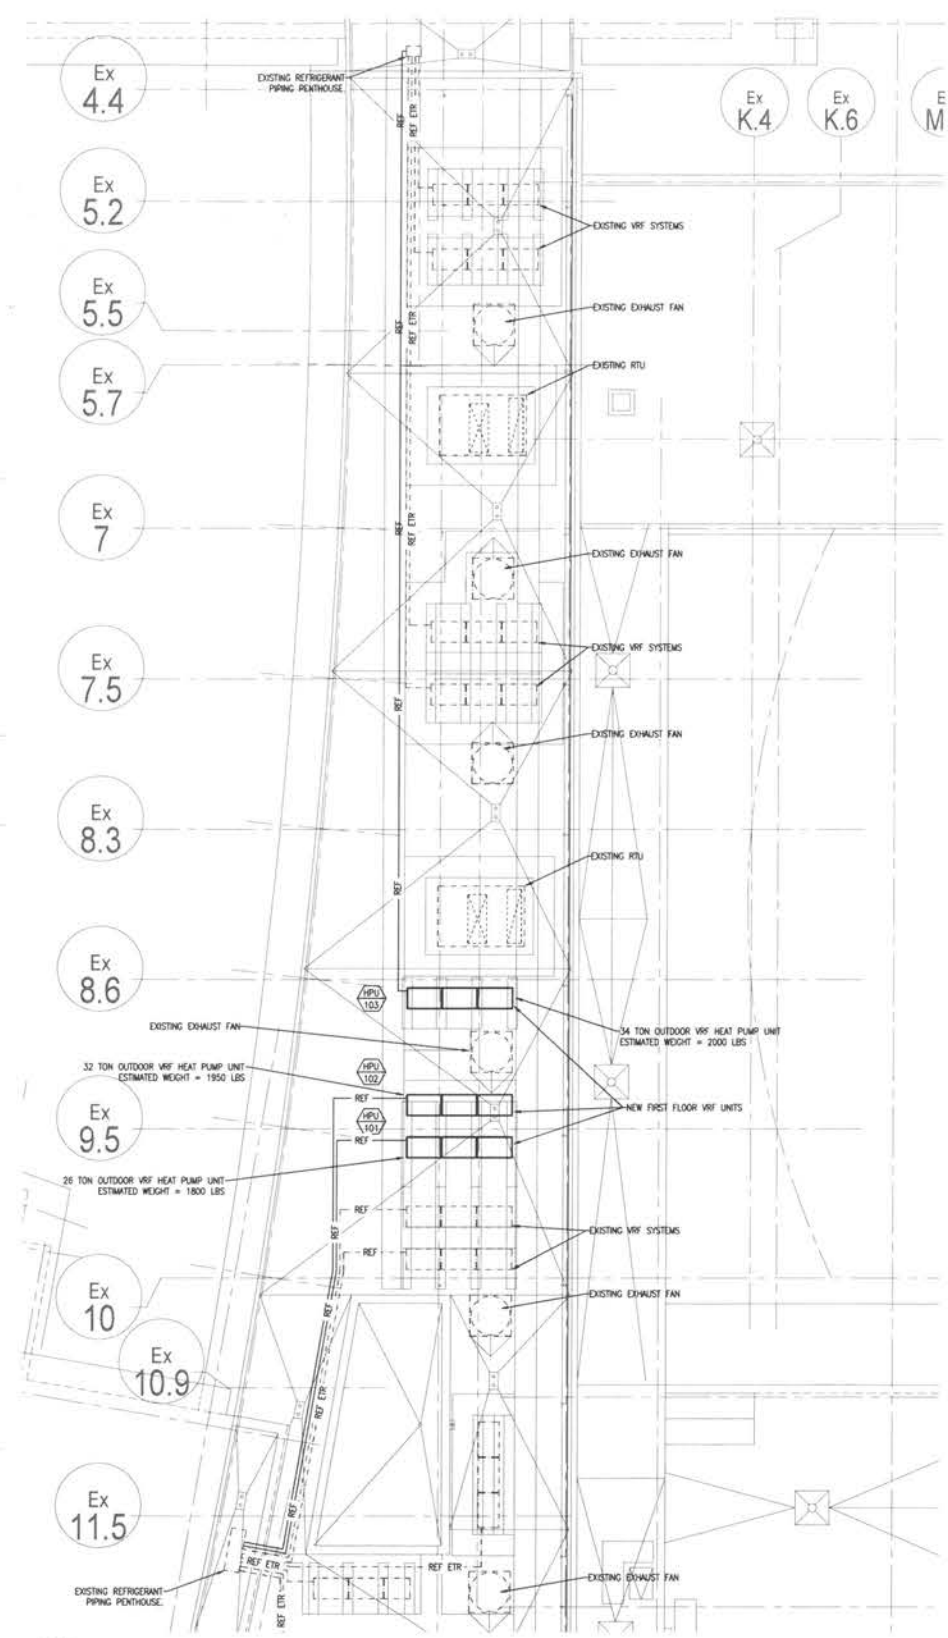 Ex
4.4
EXISTING REFRIGERANT
PIPING PENTHOUSE.
Ex
K.4
Ex
K.6
E
M
REF
REF ETR
Ex
5.2
EXISTING VRF SYSTEMS
Ex
5.5
EXISTING EXHAUST FAN
REF
REF ETR
EXISTING RTU
Ex
5.7
Ex
7
REF
REF ETR
EXISTING EXHAUST FAN
EXISTING VRF SYSTEMS
Ex
7.5
REF
EXISTING EXHAUST FAN
Ex
8.3
EXISTING RTU
REF
Ex
8.6
HPU
103
EXISTING EXHAUST FAN
34 TON OUTDOOR VRF HEAT PUMP UNIT
ESTIMATED WEIGHT = 2000 LBS
32 TON OUTDOOR VRF HEAT PUMP UNIT
ESTIMATED WEIGHT = 1950 LBS
HPU
102
REF
NEW FIRST FLOOR VRF UNITS
Ex
9.5
HPU
101
REF
26 TON OUTDOOR VRF HEAT PUMP UNIT
ESTIMATED WEIGHT = 1800 LBS
REF
REF
EXISTING VRF SYSTEMS
REF
Ex
10
REF
EXISTING EXHAUST FAN
Ex
10.9
REF
REF ETR
Ex
11.5
REF
REF ETR
REF ETR
EXISTING REFRIGERANT
PIPING PENTHOUSE.
REF ETR
EXISTING EXHAUST FAN